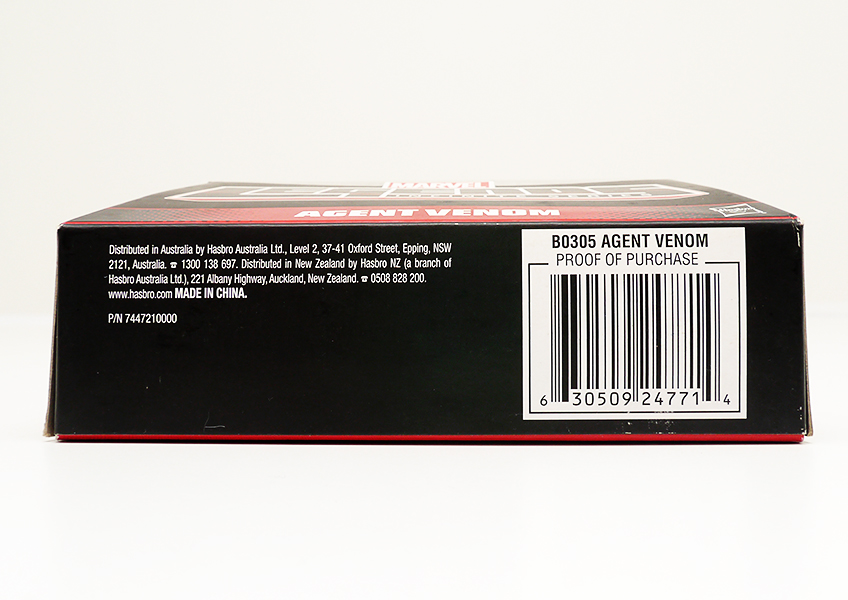 MARVEL
AGENT VENOM
Hasbro
Distributed in Australia by Hasbro Australia Ltd., Level 2, 37-41 Oxford Street, Epping, NSW
2121, Australia. ☎ 1300 138 697. Distributed in New Zealand by Hasbro NZ (a branch of
Hasbro Australia Ltd.), 221 Albany Highway, Auckland, New Zealand. ☎ 0508 828 200.
www.hasbro.com MADE IN CHINA.
P/N 7447210000
B0305 AGENT VENOM
PROOF OF PURCHASE
6 30509 24771 4